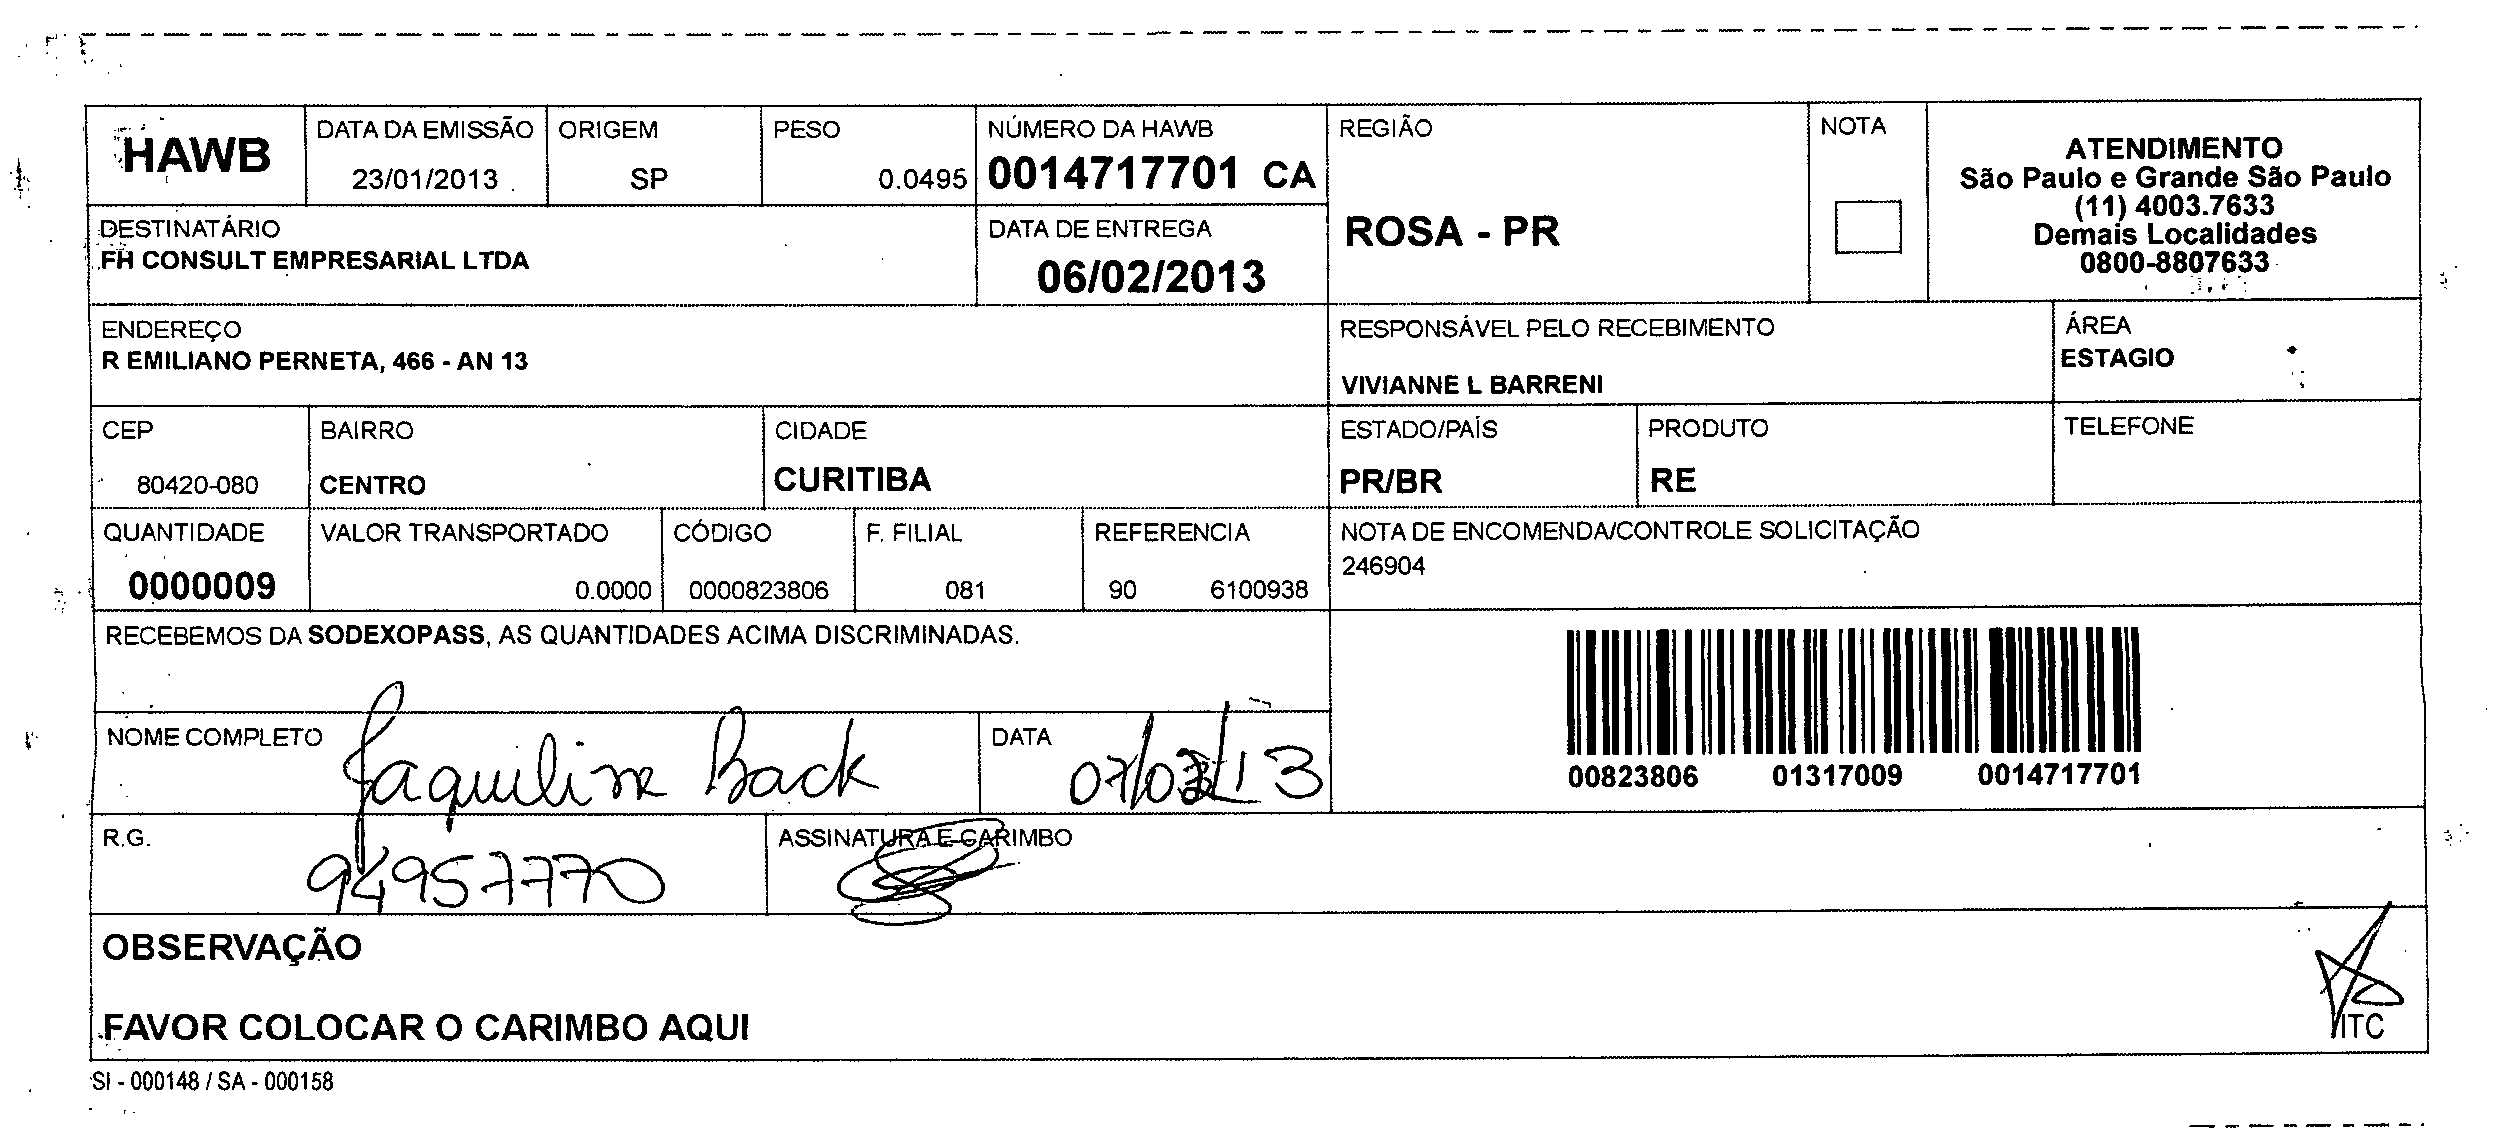 HAWB
DATA DA EMISSÃO
23/01/2013
ORIGEM
SP
PESO
0.0495
NÚMERO DA HAWB
0014717701 CA
REGIÃO
ROSA - PR
NOTA
ATENDIMENTO
São Paulo e Grande São Paulo
(11) 4003.7633
Demais Localidades
0800-8807633
DESTINATÁRIO
FH CONSULT EMPRESARIAL LTDA
DATA DE ENTREGA
06/02/2013
ENDEREÇO
R EMILIANO PERNETA, 466 - AN 13
RESPONSÁVEL PELO RECEBIMENTO
VIVIANNE L BARRENI
ÁREA
ESTAGIO
CEP
80420-080
BAIRRO
CENTRO
CIDADE
CURITIBA
ESTADO/PAÍS
PR/BR
PRODUTO
RE
TELEFONE
QUANTIDADE
0000009
VALOR TRANSPORTADO
0.0000
CÓDIGO
0000823806
F. FILIAL
081
REFERENCIA
90 6100938
NOTA DE ENCOMENDA/CONTROLE SOLICITAÇÃO
246904
RECEBEMOS DA SODEXOPASS, AS QUANTIDADES ACIMA DISCRIMINADAS.
NOME COMPLETO
Jaquiline Back
DATA
07/02/13
00823806 01317009 0014717701
R.G.
94957770
ASSINATURA E CARIMBO
OBSERVAÇÃO
FAVOR COLOCAR O CARIMBO AQUI
ITC
SI - 000148 / SA - 000158